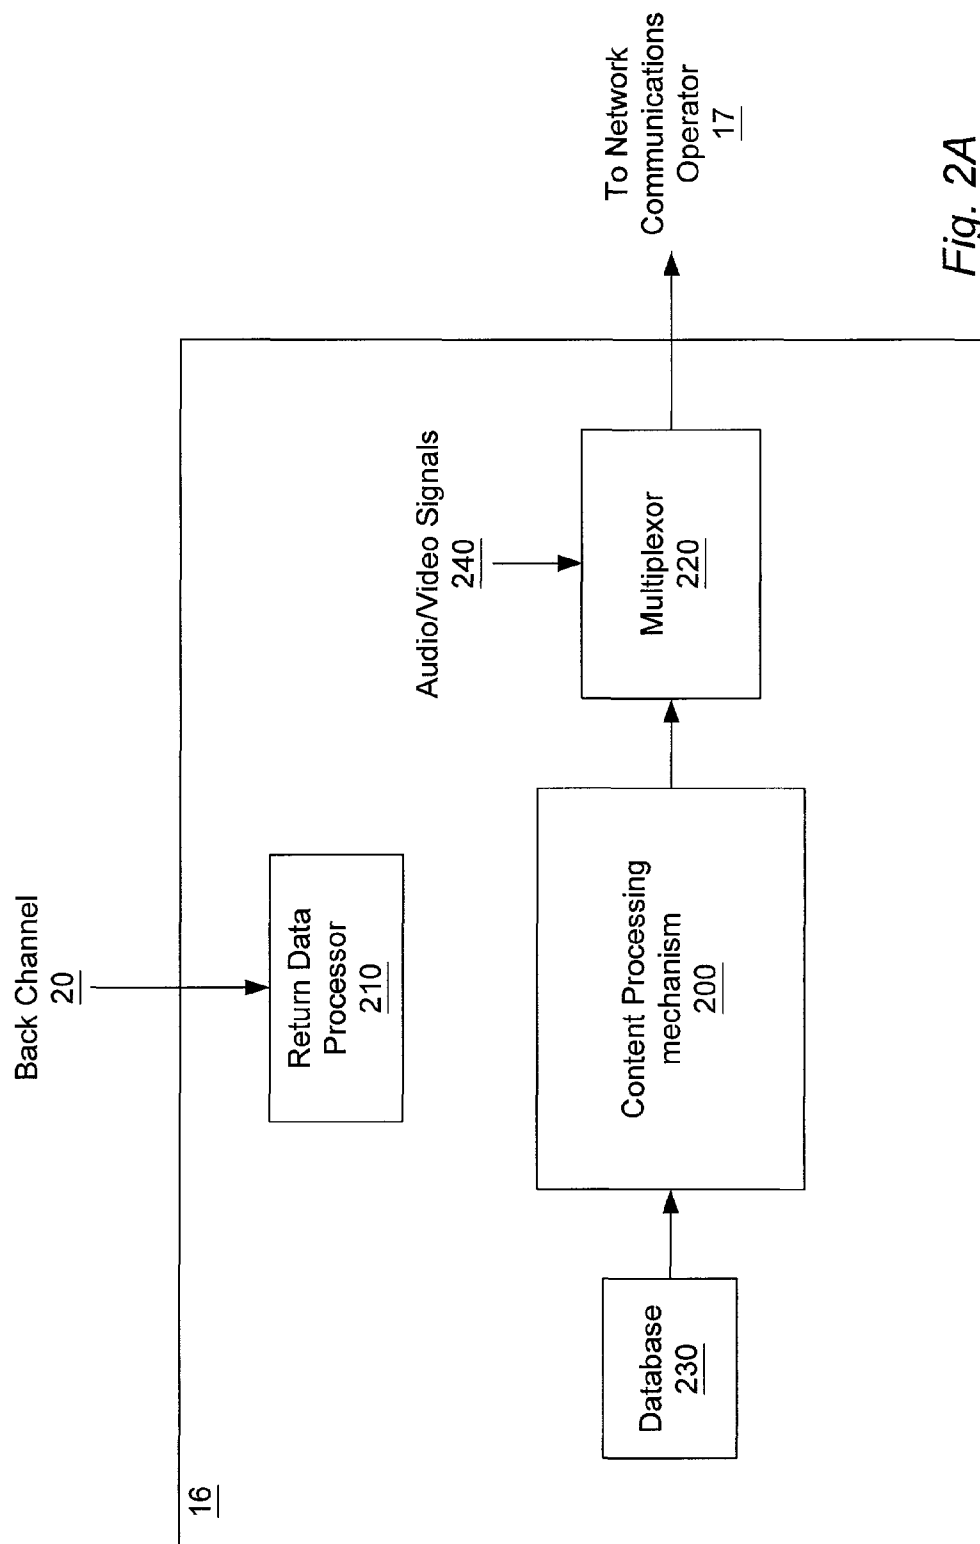 16
Back Channel
20
Return Data
Processor
210
Audio/Video Signals
240
Database
230
Content Processing
mechanism
200
Multiplexor
220
To Network
Communications
Operator
17
Fig. 2A